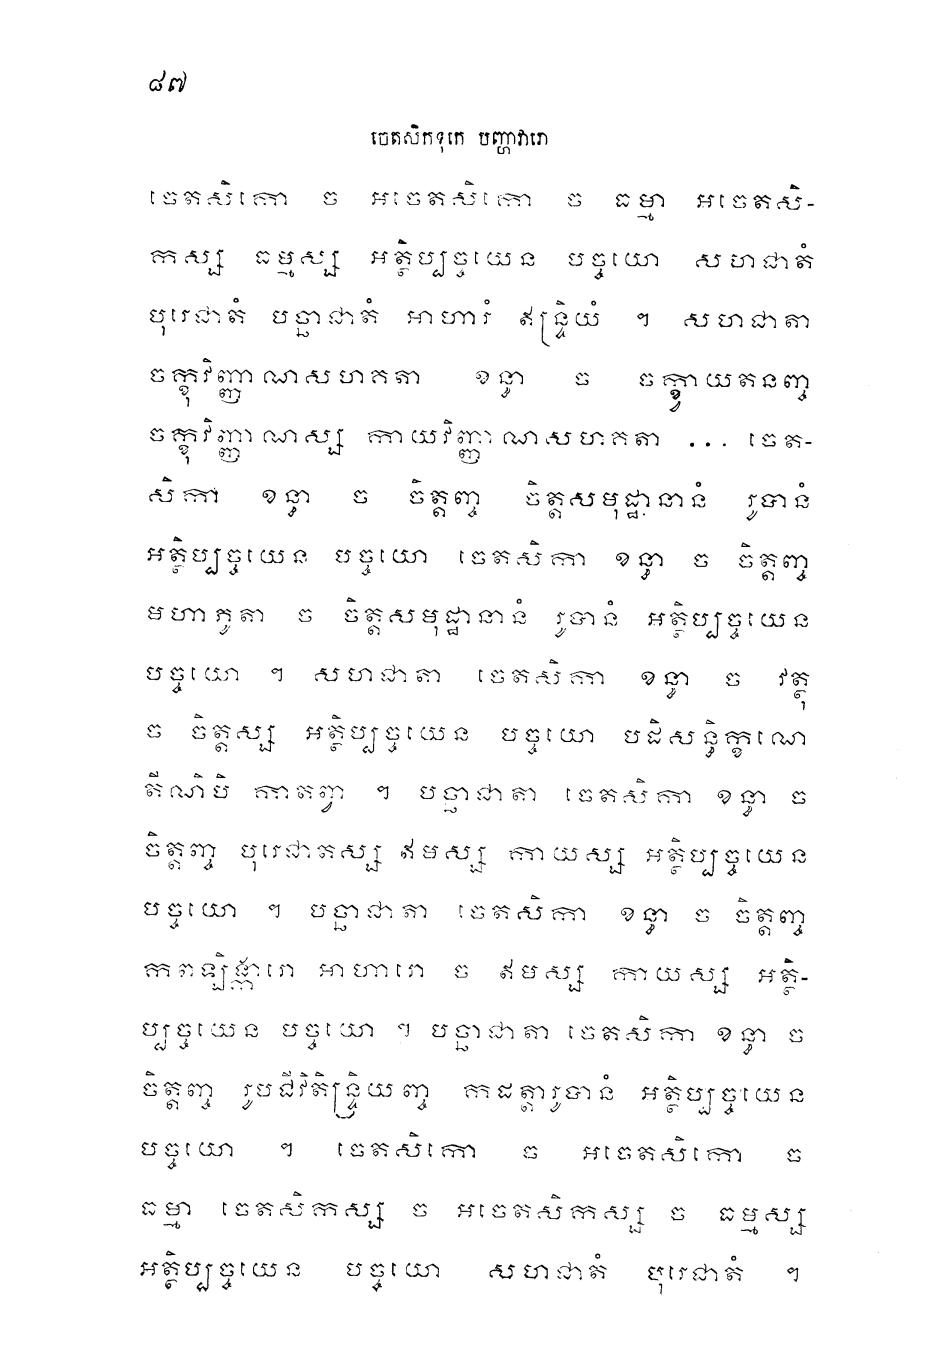 ៨៧
ចេតសិកទុកេ បញ្ហាវារោ
ចេតសិកោ ច អចេតសិកោ ច ធម្មា អចេតសិ-
កស្ស ធម្មស្ស អត្ថិប្បច្ចយេន បច្ចយោ សហជាតំ
បុរេជាតំ បច្ឆាជាតំ អាហារំ ឥន្ទ្រិយំ ។ សហជាតា
ចក្ខុវិញ្ញាណសហគតា ខន្ធា ច ចក្ខ្វាយតនញ្ច
ចក្ខុវិញ្ញាណស្ស កាយវិញ្ញាណសហគតា ... ចេត-
សិកា ខន្ធា ច ចិត្តញ្ច ចិត្តសមុដ្ឋានានំ រូបានំ
អត្ថិប្បច្ចយេន បច្ចយោ ចេតសិកា ខន្ធា ច ចិត្តញ្ច
មហាភូតា ច ចិត្តសមុដ្ឋានានំ រូបានំ អត្ថិប្បច្ចយេន
បច្ចយោ ។ សហជាតា ចេតសិកា ខន្ធា ច វត្ថុ
ច ចិត្តស្ស អត្ថិប្បច្ចយេន បច្ចយោ បដិសន្ធិក្ខណេ
តីណិបិ កាតព្វា ។ បច្ឆាជាតា ចេតសិកា ខន្ធា ច
ចិត្តញ្ច បុរេជាតស្ស ឥមស្ស កាយស្ស អត្ថិប្បច្ចយេន
បច្ចយោ ។ បច្ឆាជាតា ចេតសិកា ខន្ធា ច ចិត្តញ្ច
កពឡិង្ការោ អាហារោ ច ឥមស្ស កាយស្ស អត្ថិ-
ប្បច្ចយេន បច្ចយោ ។ បច្ឆាជាតា ចេតសិកា ខន្ធា ច
ចិត្តញ្ច រូបជីវិតិន្ទ្រិយញ្ច កដត្តារូបានំ អត្ថិប្បច្ចយេន
បច្ចយោ ។ ចេតសិកោ ច អចេតសិកោ ច
ធម្មា ចេតសិកស្ស ច អចេតសិកស្ស ច ធម្មស្ស
អត្ថិប្បច្ចយេន បច្ចយោ សហជាតំ បុរេជាតំ ។